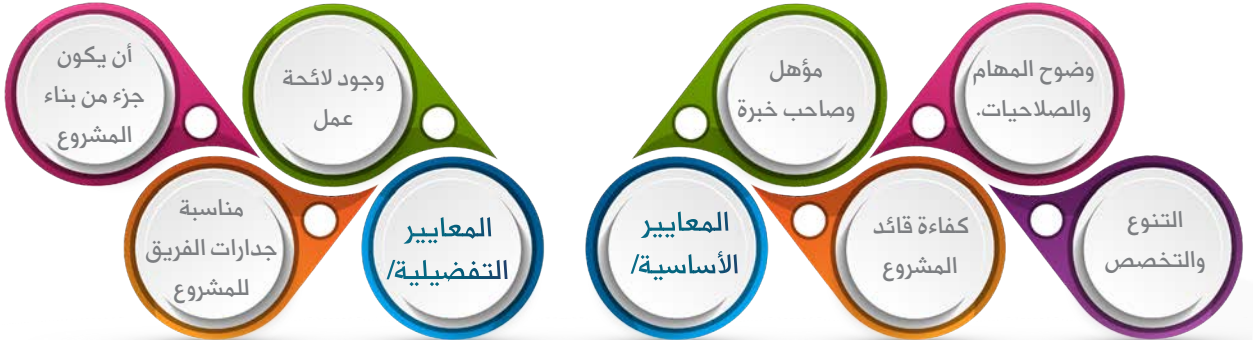 المعايير
الأساسية/
مؤهل
وصاحب خبرة
كفاءة قائد
المشروع
وضوح المهام
والصلاحيات.
التنوع
والتخصص
المعايير
التفضيلية/
وجود لائحة
عمل
مناسبة
جدارات الفريق
للمشروع
أن يكون
جزء من بناء
المشروع